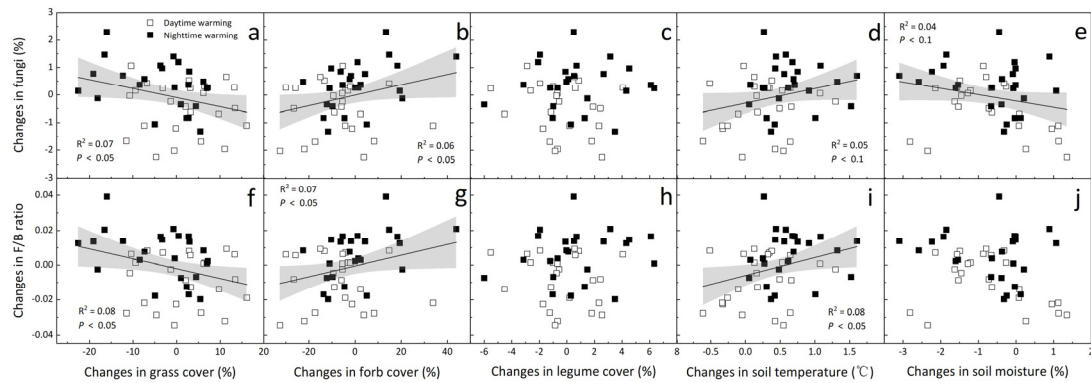 Daytime warming
Nighttime warming
a
b
c
d
e
R² = 0.04
P < 0.1
Changes in fungi (%)
3
2
1
0
-1
-2
-3
R² = 0.07
P < 0.05
R² = 0.06
P < 0.05
R² = 0.05
P < 0.1
f
g
h
i
j
R² = 0.07
P < 0.05
Changes in F/B ratio
0.04
0.02
0.00
-0.02
-0.04
R² = 0.08
P < 0.05
R² = 0.08
P < 0.05
-20 -10 0 10 20
-20 0 20 40
-6 -4 -2 0 2 4 6 8
-0.5 0.0 0.5 1.0 1.5
-3 -2 -1 0 1 2
Changes in grass cover (%)
Changes in forb cover (%)
Changes in legume cover (%)
Changes in soil temperature (℃)
Changes in soil moisture (%)